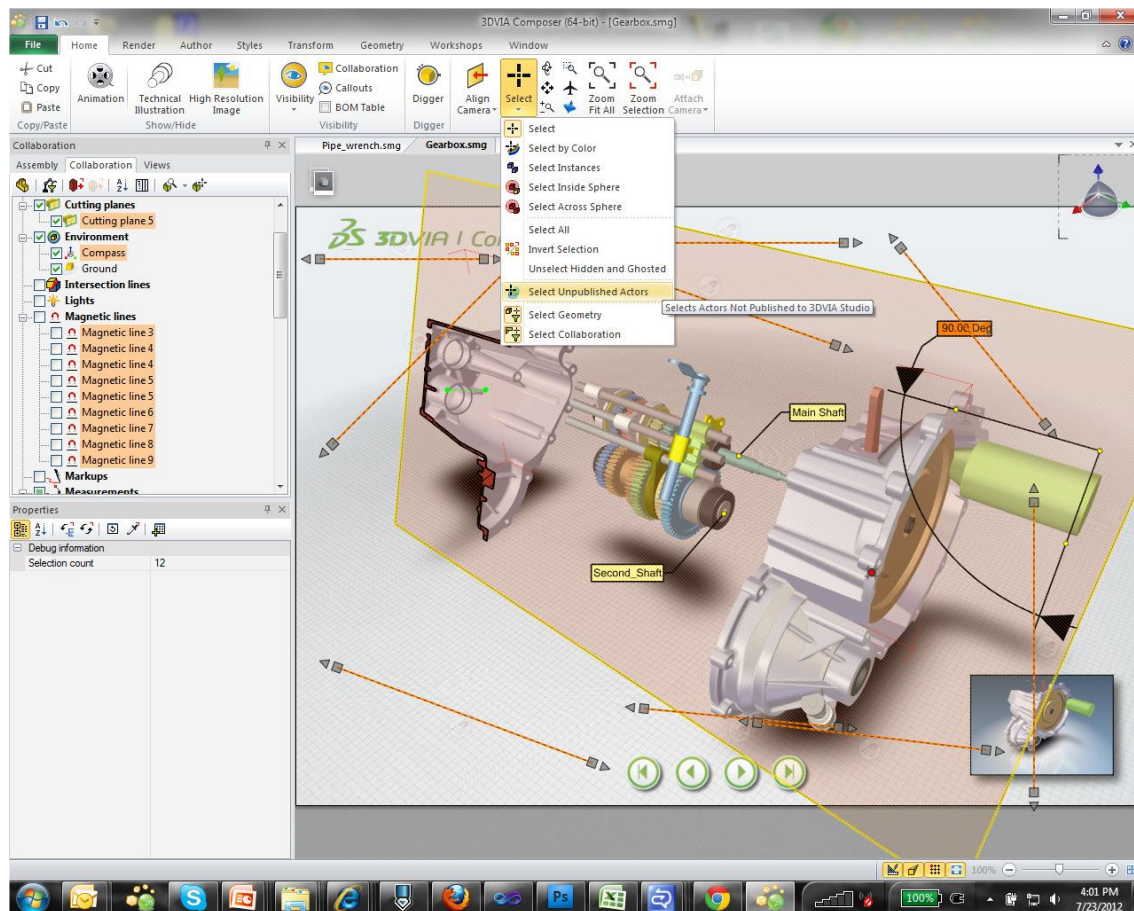 3DVIA Composer (64-bit) - [Gearbox.smg]
File Home Render Author Styles Transform Geometry Workshops Window
Cut
Copy
Paste
Copy/Paste
Animation
Technical Illustration
High Resolution Image
Show/Hide
Visibility
Collaboration
Callouts
BOM Table
Visibility
Digger
Digger
Align Camera
Select
Zoom Fit All
Zoom Selection
Attach Camera
Select
Select by Color
Select Instances
Select Inside Sphere
Select Across Sphere
Select All
Invert Selection
Unselect Hidden and Ghosted
Select Unpublished Actors
Select Geometry
Select Collaboration
Selects Actors Not Published to 3DVIA Studio
Collaboration
Assembly Collaboration Views
Cutting planes
Cutting plane 5
Environment
Compass
Ground
Intersection lines
Lights
Magnetic lines
Magnetic line 3
Magnetic line 4
Magnetic line 4
Magnetic line 5
Magnetic line 5
Magnetic line 6
Magnetic line 7
Magnetic line 8
Magnetic line 9
Markups
Measurements
Properties
Debug information
Selection count 12
Pipe_wrench.smg Gearbox.smg
3DVIA | Co
90.00 Deg
Main Shaft
Second_Shaft
100%
Ps
100%
4:01 PM
7/23/2012